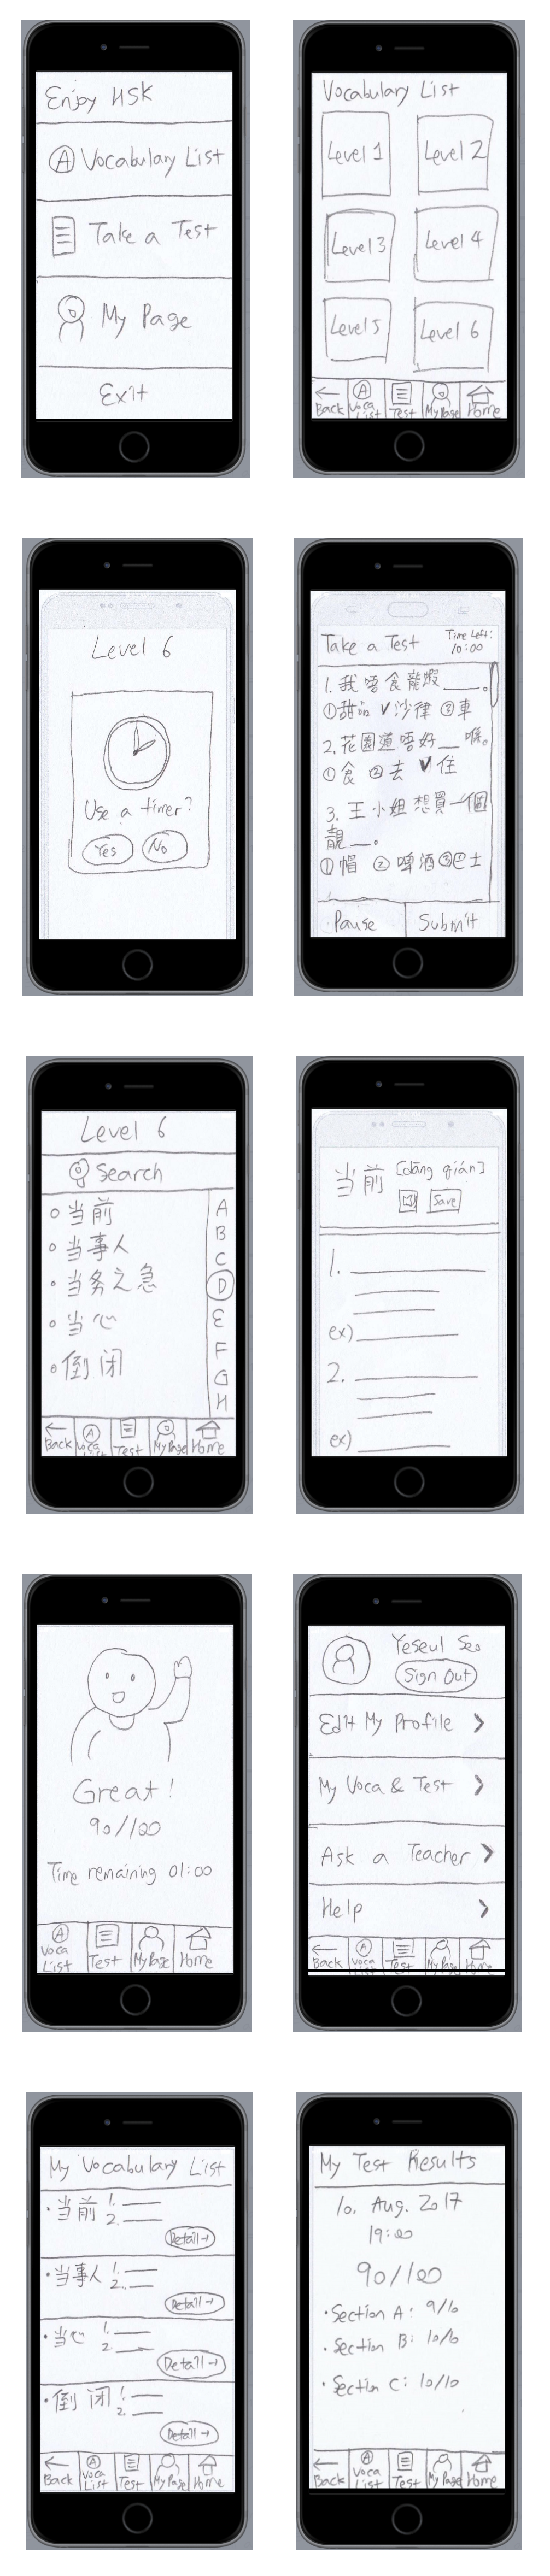 Enjoy HSK
Ⓐ Vocabulary List
Take a Test
My Page
Exit
Vocabulary List
Level 1
Level 2
Level 3
Level 4
Level 5
Level 6
Back
Ⓐ Voca List
Test
My Page
Home
Level 6
Use a timer?
Yes
No
Take a Test
Time Left:
10:00
1. 我唔食龍蝦___。
①甜品 ✓沙律 ③車
2. 花園道唔好__喺。
①食 ②去 ✓住
3. 王小姐想買一個
靚__。
①帽 ②啤酒 ③巴士
Pause
Submit
Level 6
Search
当前
当事人
当务之急
当心
倒闭
A
B
C
D
E
F
G
H
Back
Ⓐ Voca List
Test
My Page
Home
当前 [dāng qián]
Save
1.
ex)
2.
ex)
Great!
90/100
Time remaining 01:00
Ⓐ Voca List
Test
My Page
Home
Yeseul Seo
Sign Out
Edit My Profile >
My Voca & Test >
Ask a Teacher >
Help >
Back
Ⓐ Voca List
Test
My Page
Home
My Vocabulary List
·当前 1.
2.
Detail→
·当事人 1.
2.
Detail→
·当心 1.
2.
Detail→
·倒闭 1.
2.
Detail→
Back
Ⓐ Voca List
Test
My Page
Home
My Test Results
10. Aug. 2017
19:00
90/100
·Section A: 9/10
·Section B: 10/10
·Section C: 10/10
Back
Ⓐ Voca List
Test
My Page
Home